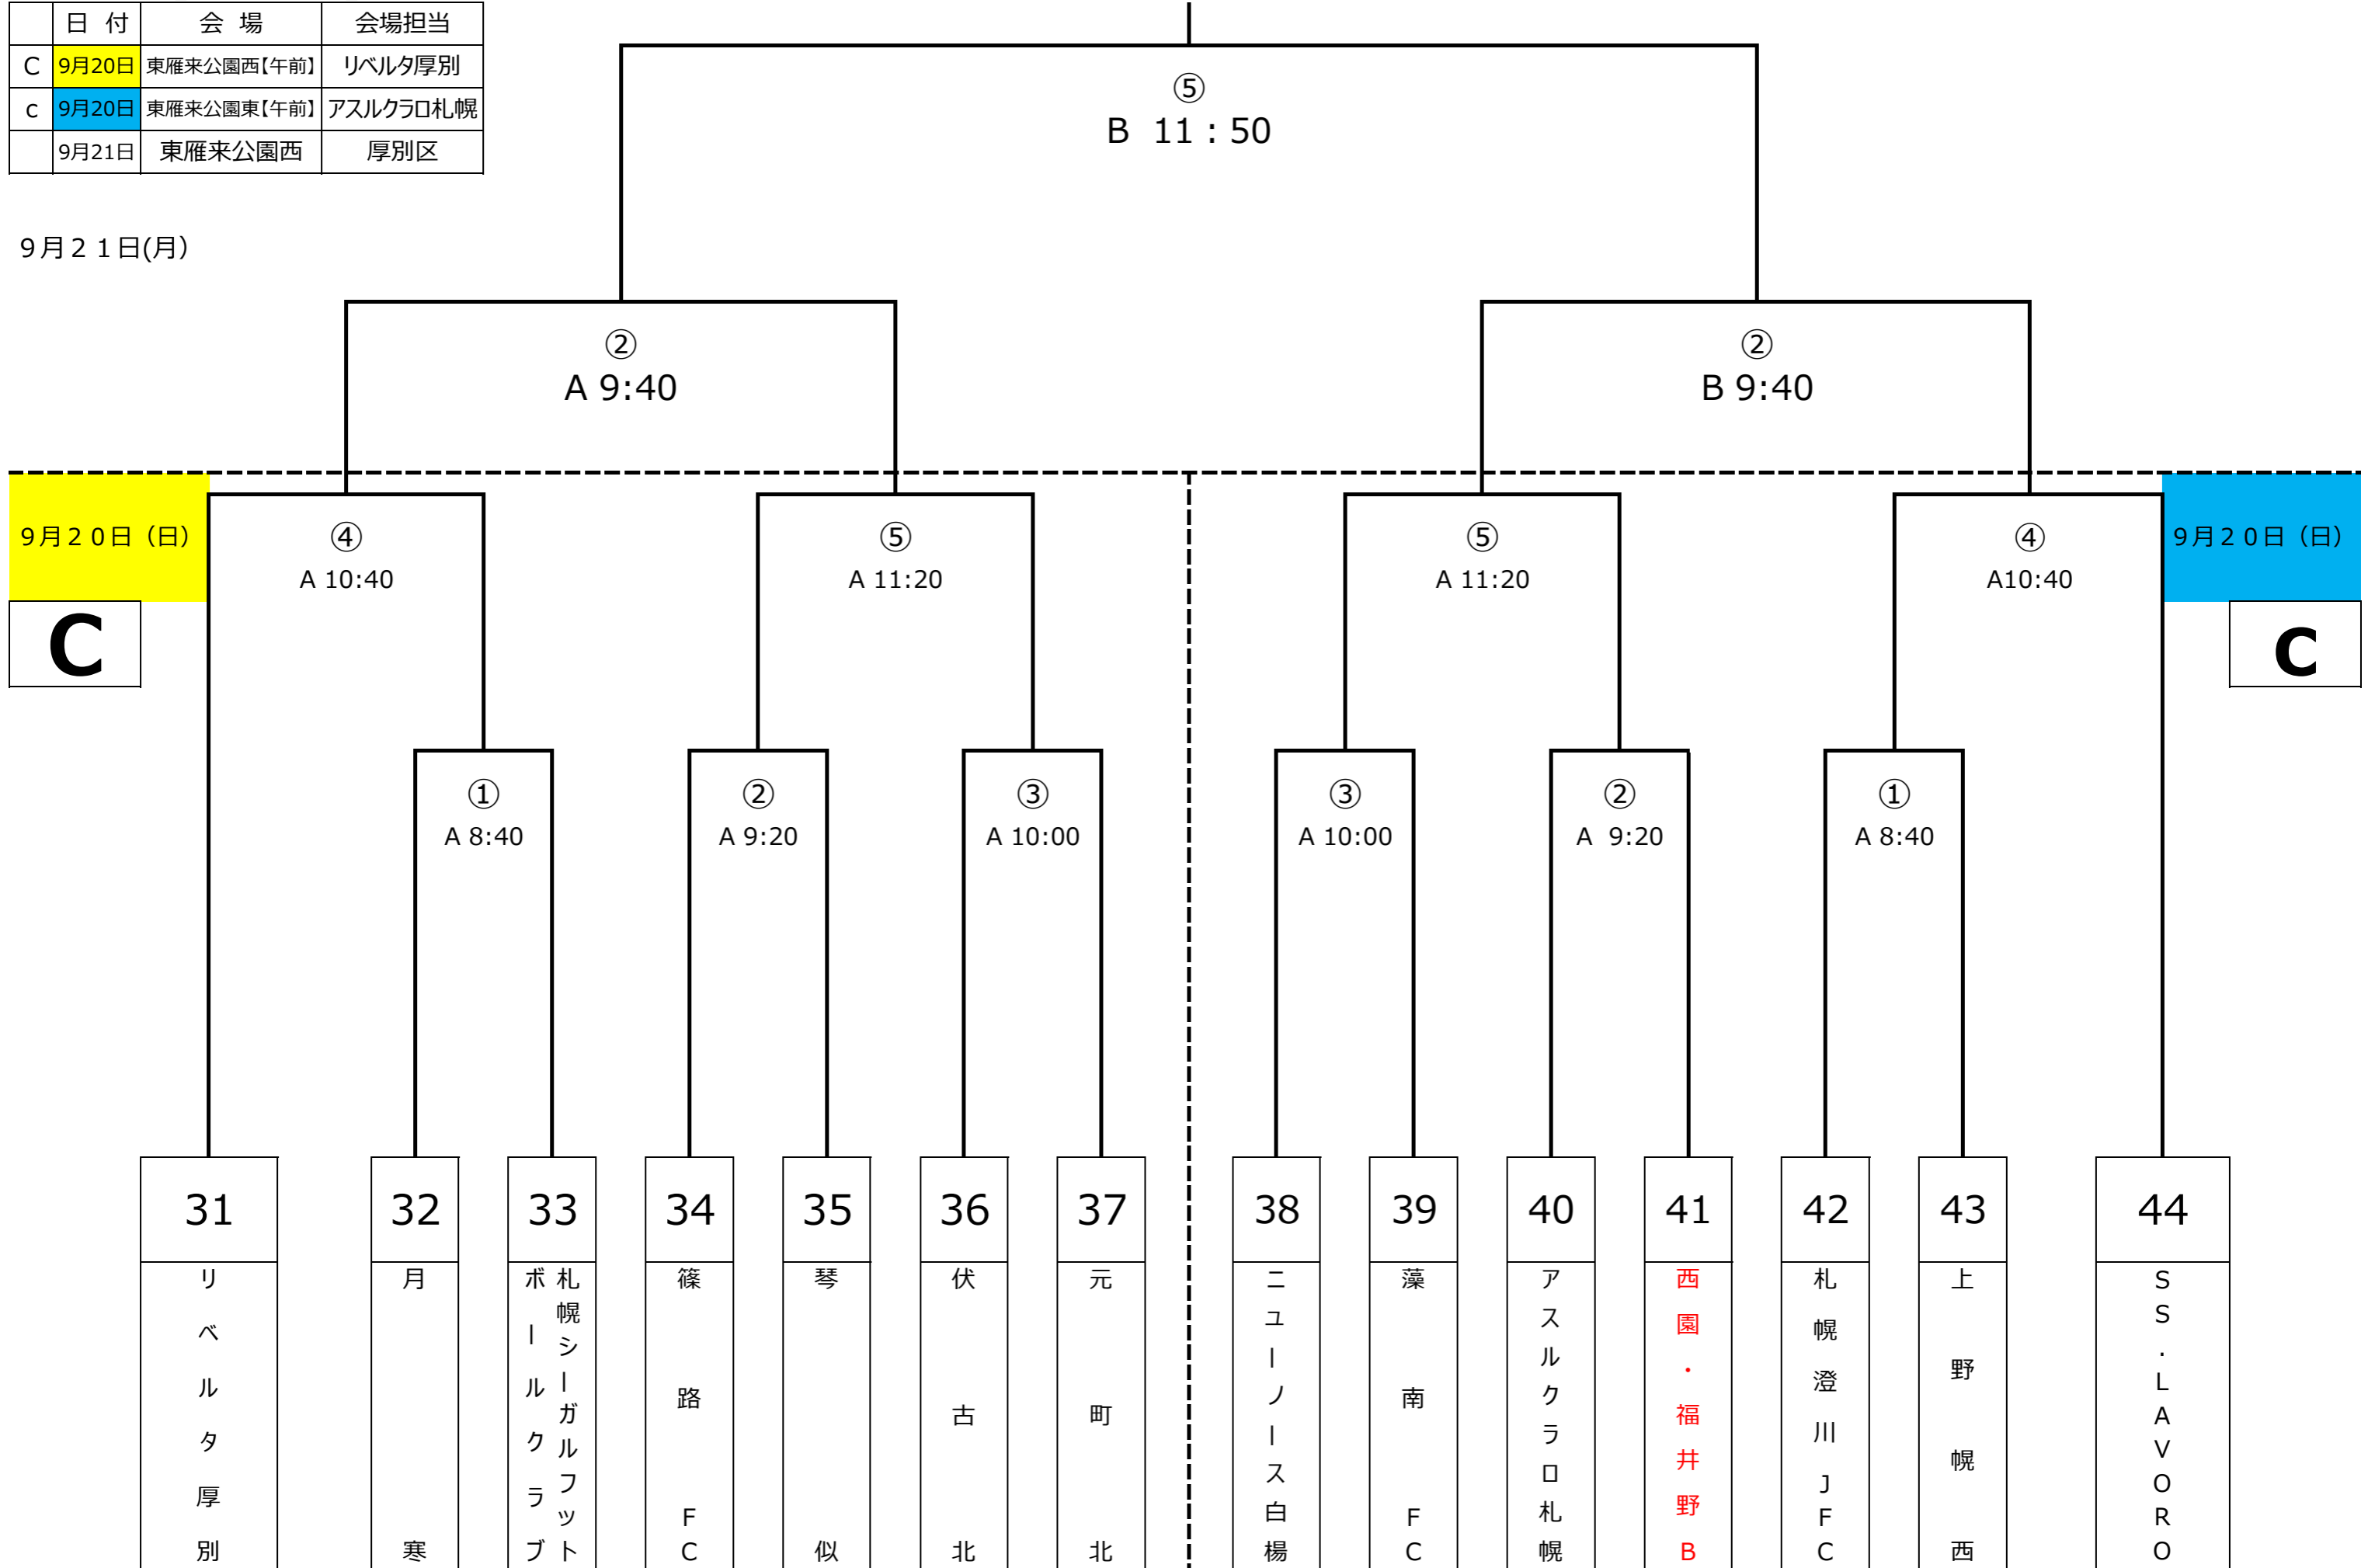 日 付 会 場 会場担当
C 9月20日 東雁来公園西【午前】 リベルタ厚別
c 9月20日 東雁来公園東【午前】 アスルクラロ札幌
9月21日 東雁来公園西 厚別区
⑤
B 11：50
9月２１日(月）
② ②
A 9:40 B 9:40
9月２０日（日） ④ ⑤ ⑤ ④ 9月２０日（日）
A 10:40 A 11:20 A 11:20 A10:40
C c
① ② ③ ③ ② ①
A 8:40 A 9:20 A 10:00 A 10:00 A 9:20 A 8:40
31 32 33 34 35 36 37 38 39 40 41 42 43 44
リベルタ厚別
月寒
札幌シーガルフット
ボールクラブ
篠路FC
琴似
伏古北
元町北
ニューノース白楊
藻南FC
アスルクラロ札幌
西園・福井野B
札幌澄川JFC
上野幌西
SS.LAVORO